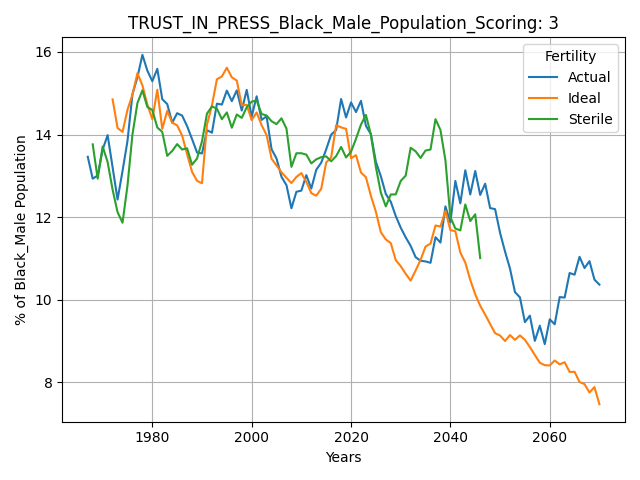 TRUST_IN_PRESS_Black_Male_Population_Scoring: 3
% of Black_Male Population
16
14
12
10
8
1980
2000
2020
2040
2060
Years
Fertility
Actual
Ideal
Sterile